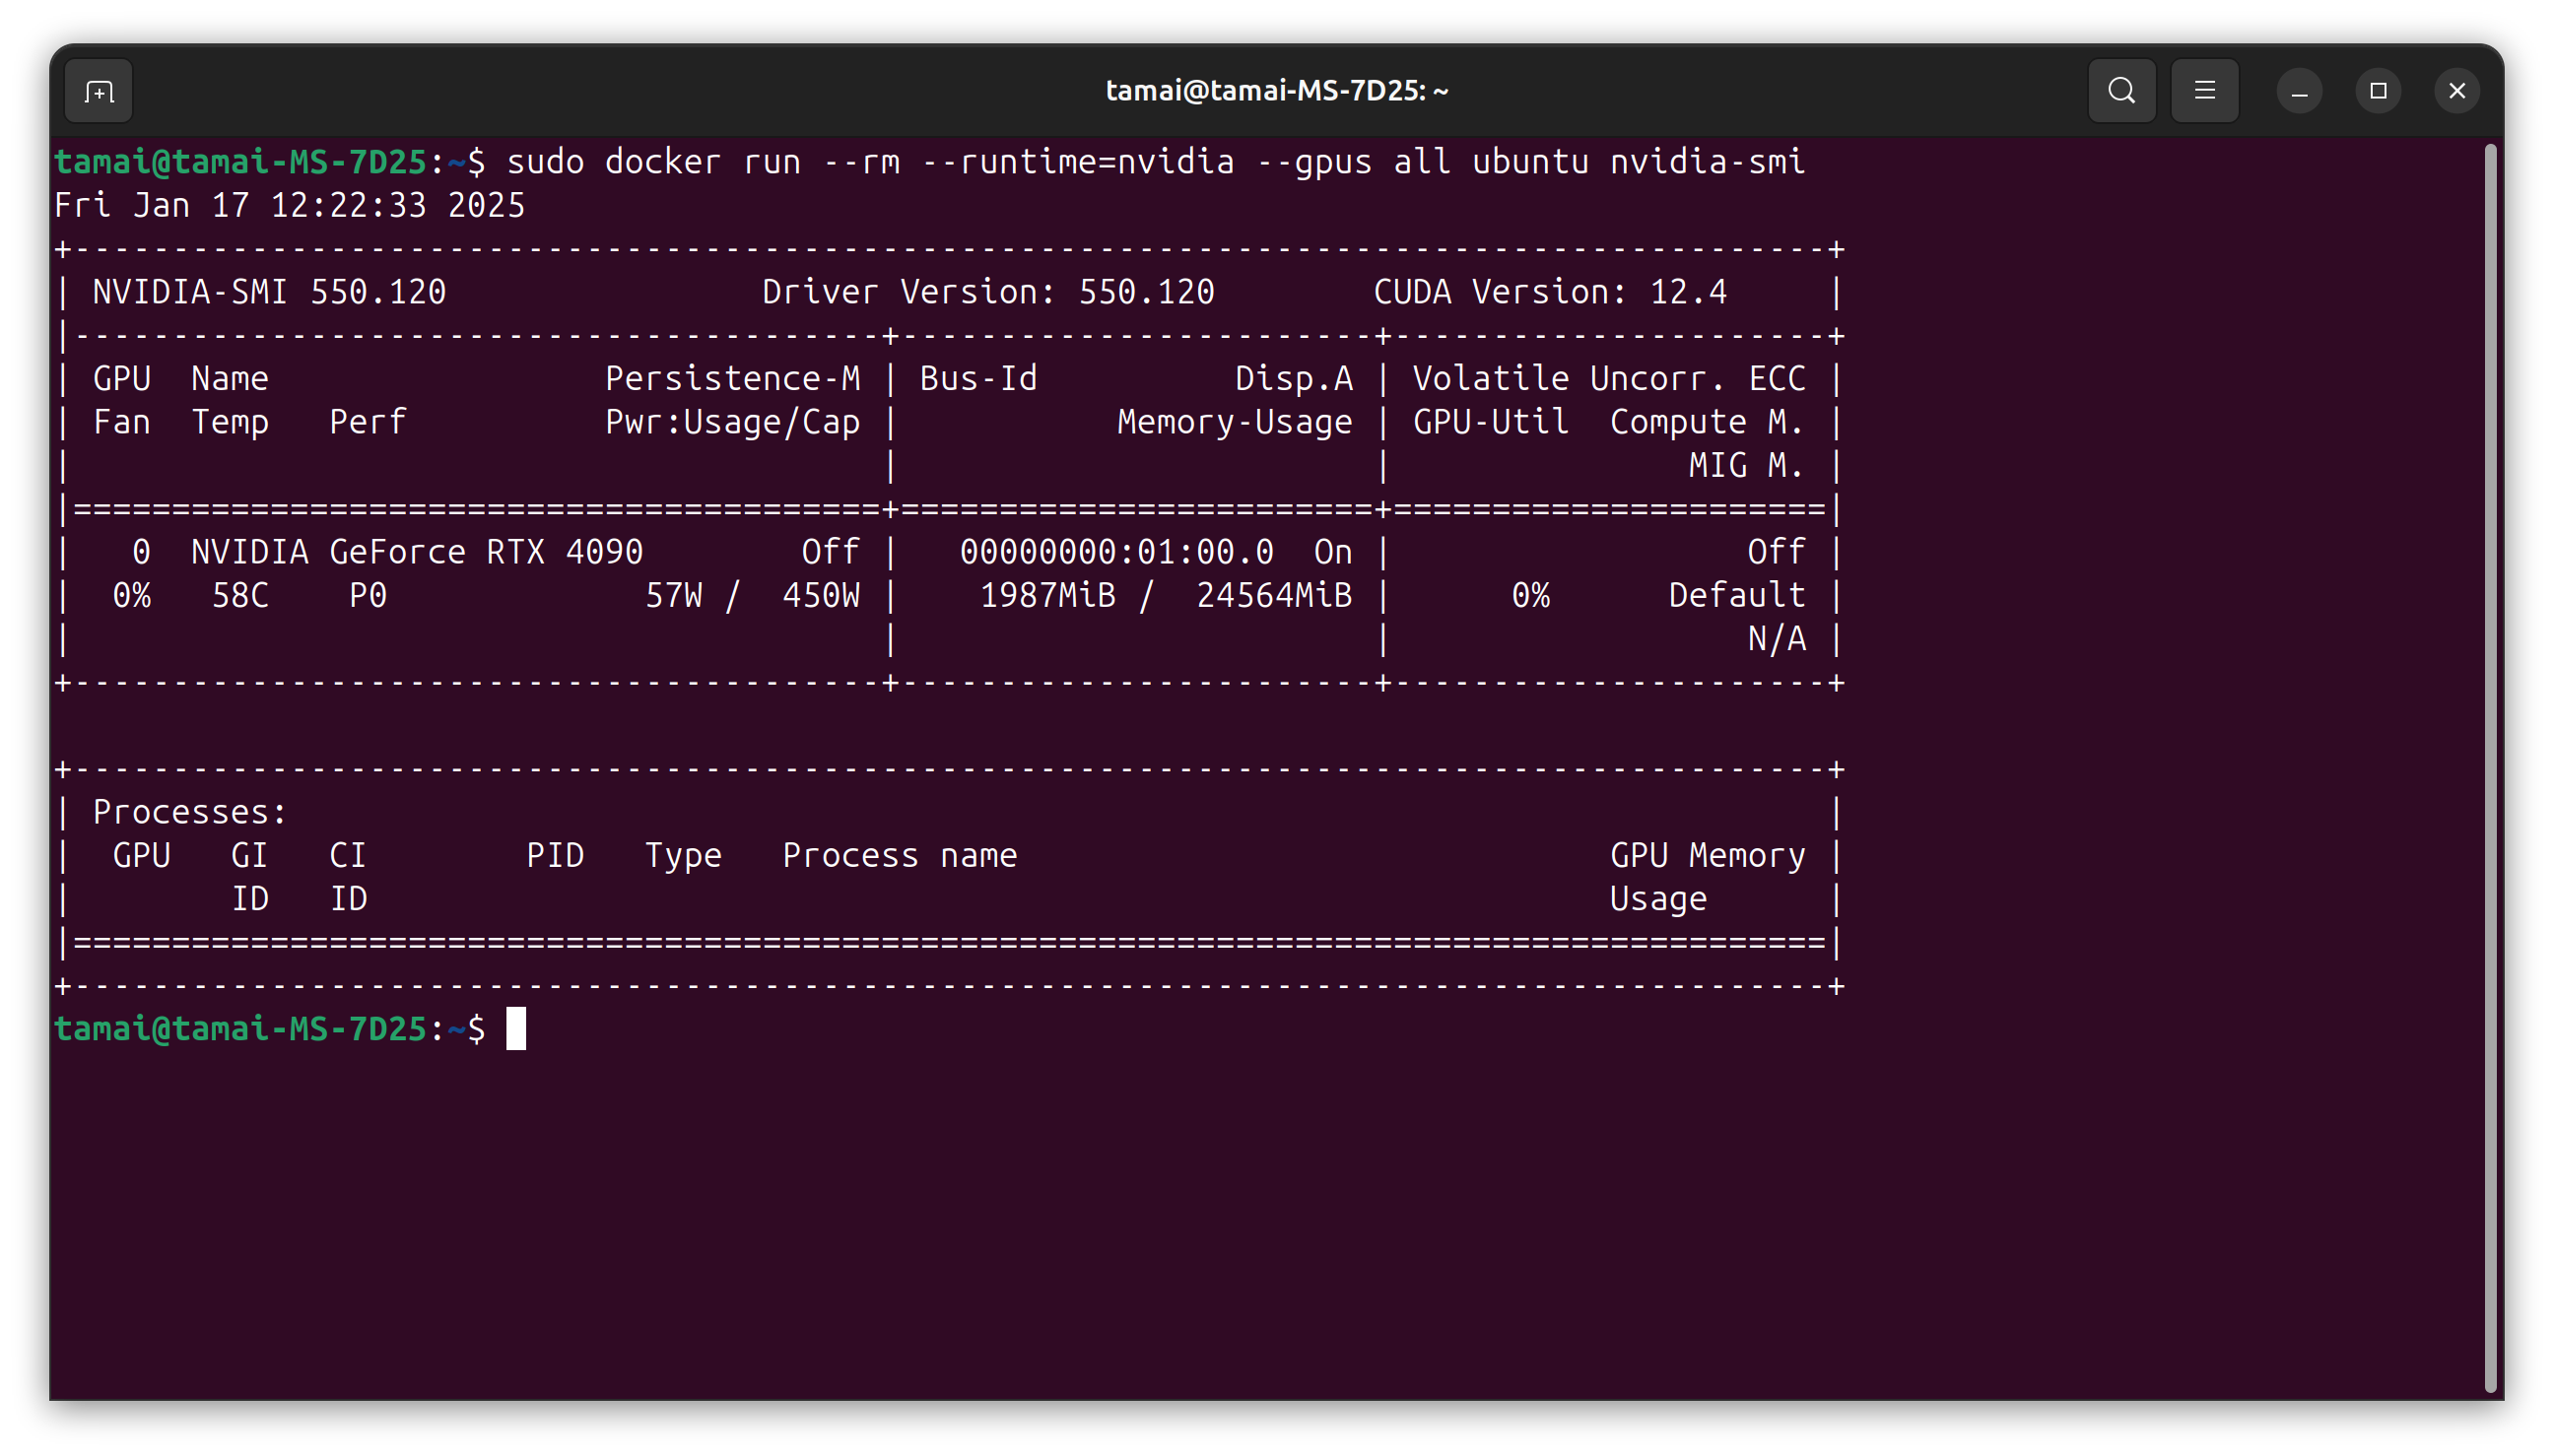 tamai@tamai-MS-7D25: ~
tamai@tamai-MS-7D25:~$ sudo docker run --rm --runtime=nvidia --gpus all ubuntu nvidia-smi
Fri Jan 17 12:22:33 2025
+-----------------------------------------------------------------------------------------+
| NVIDIA-SMI 550.120                Driver Version: 550.120        CUDA Version: 12.4     |
|-----------------------------------------+------------------------+----------------------+
| GPU  Name                 Persistence-M | Bus-Id          Disp.A | Volatile Uncorr. ECC |
| Fan  Temp   Perf          Pwr:Usage/Cap |           Memory-Usage | GPU-Util  Compute M. |
|                                         |                        |               MIG M. |
|=========================================+========================+======================|
|   0  NVIDIA GeForce RTX 4090        Off |   00000000:01:00.0  On |                  Off |
|  0%   58C    P0             57W /  450W |    1987MiB /  24564MiB |      0%      Default |
|                                         |                        |                  N/A |
+-----------------------------------------+------------------------+----------------------+

+-----------------------------------------------------------------------------------------+
| Processes:                                                                              |
|  GPU   GI   CI        PID   Type   Process name                              GPU Memory |
|        ID   ID                                                               Usage      |
|=========================================================================================|
+-----------------------------------------------------------------------------------------+
tamai@tamai-MS-7D25:~$